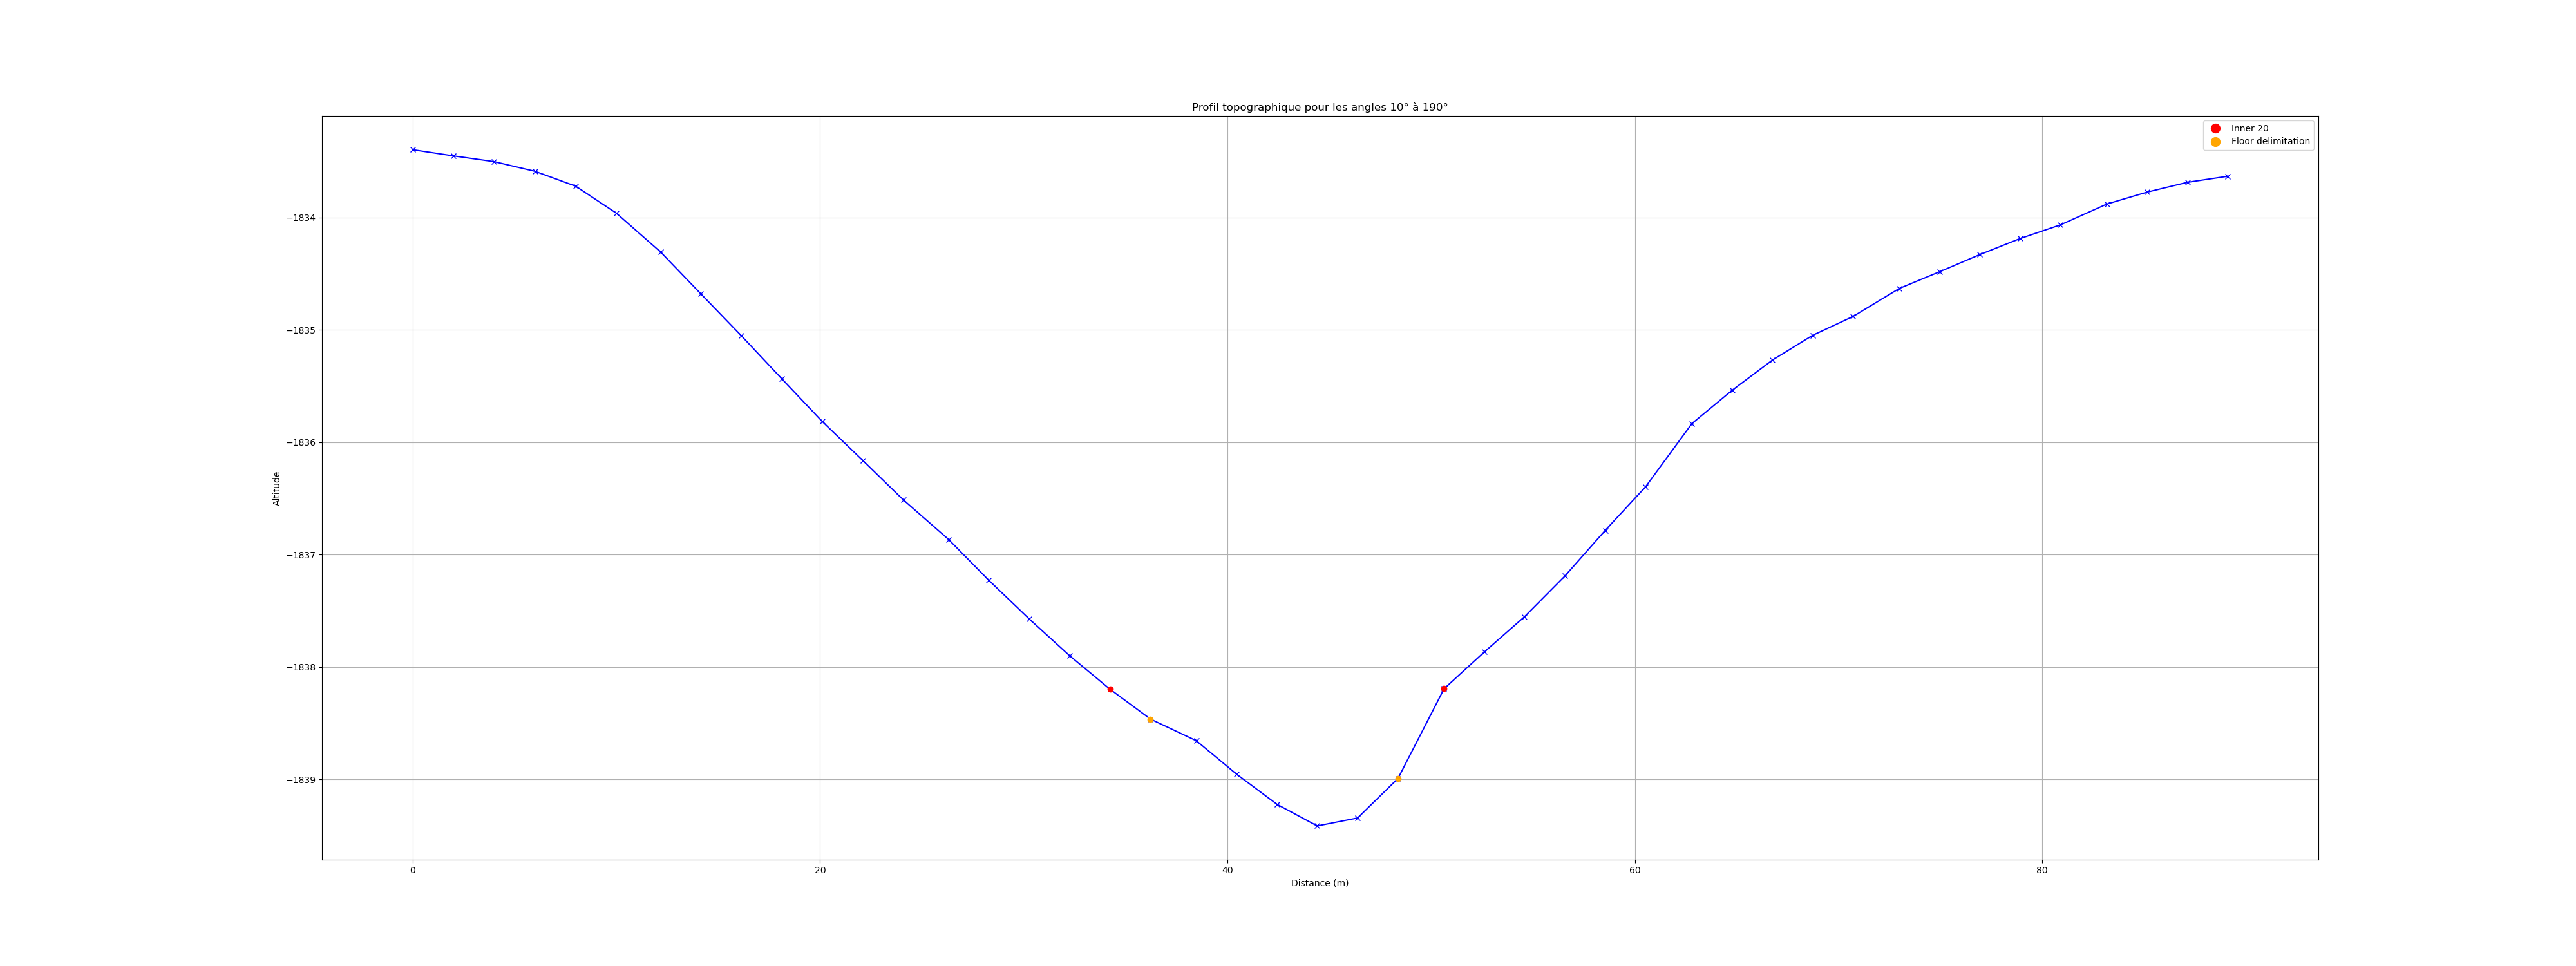 Profil topographique pour les angles 10° à 190°
Inner 20
Floor delimitation
−1834
−1835
−1836
−1837
−1838
−1839
Altitude
0
20
40
60
80
Distance (m)